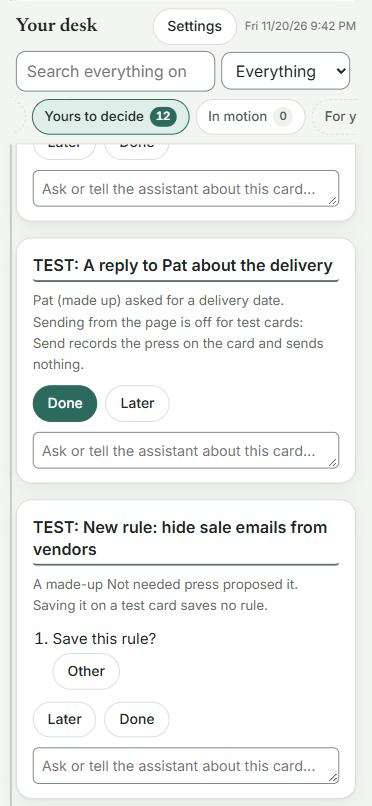 Your desk
Settings
Fri 11/20/26 9:42 PM
Search everything on
Everything
Yours to decide 12
In motion 0
For y
Later
Done
Ask or tell the assistant about this card...
TEST: A reply to Pat about the delivery
Pat (made up) asked for a delivery date.
Sending from the page is off for test cards:
Send records the press on the card and sends
nothing.
Done
Later
Ask or tell the assistant about this card...
TEST: New rule: hide sale emails from
vendors
A made-up Not needed press proposed it.
Saving it on a test card saves no rule.
1. Save this rule?
Other
Later
Done
Ask or tell the assistant about this card...